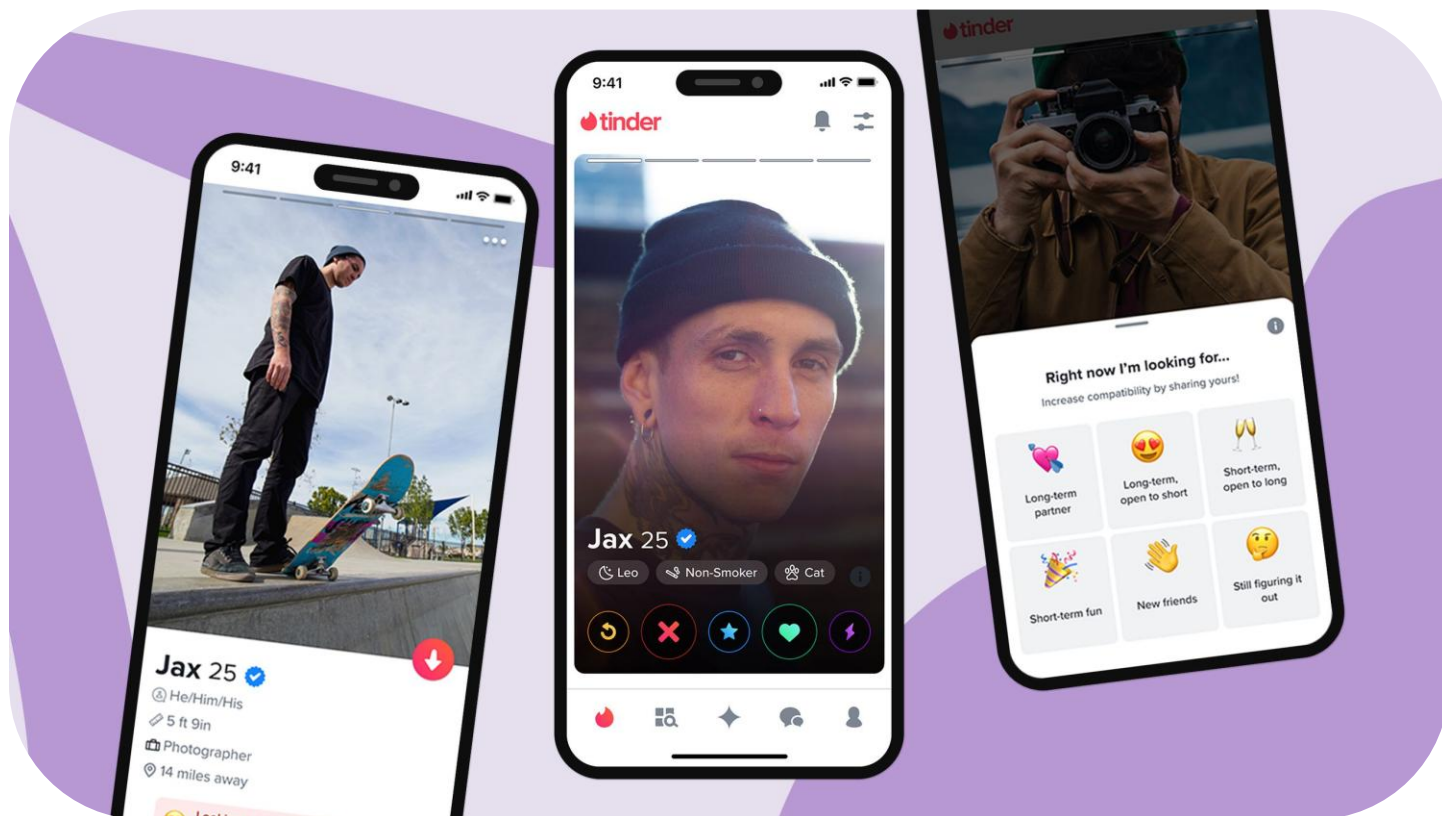 9:41
Jax 25
He/Him/His
5 ft 9in
Photographer
14 miles away
9:41
tinder
Jax 25
Leo
Non-Smoker
Cat
tinder
Right now I'm looking for...
Increase compatibility by sharing yours!
Long-term
partner
Long-term,
open to short
Short-term,
open to long
Short-term fun
New friends
Still figuring it
out